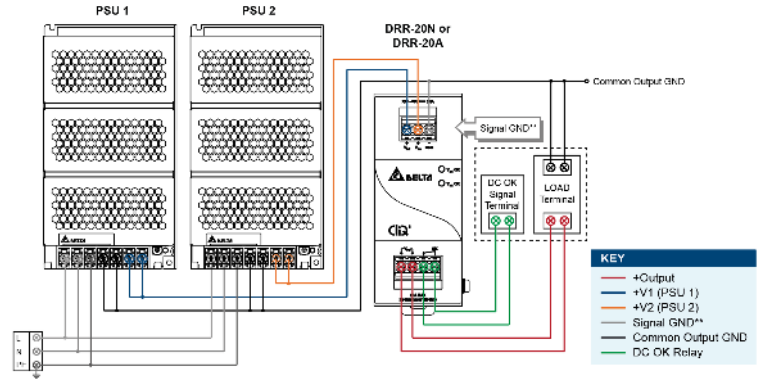 PSU 1
PSU 2
DRR-20N or
DRR-20A
Common Output GND
Signal GND**
DELTA
CliQ
DC OK
Signal
Terminal
LOAD
Terminal
L
N
KEY
+Output
+V1 (PSU 1)
+V2 (PSU 2)
Signal GND**
Common Output GND
DC OK Relay